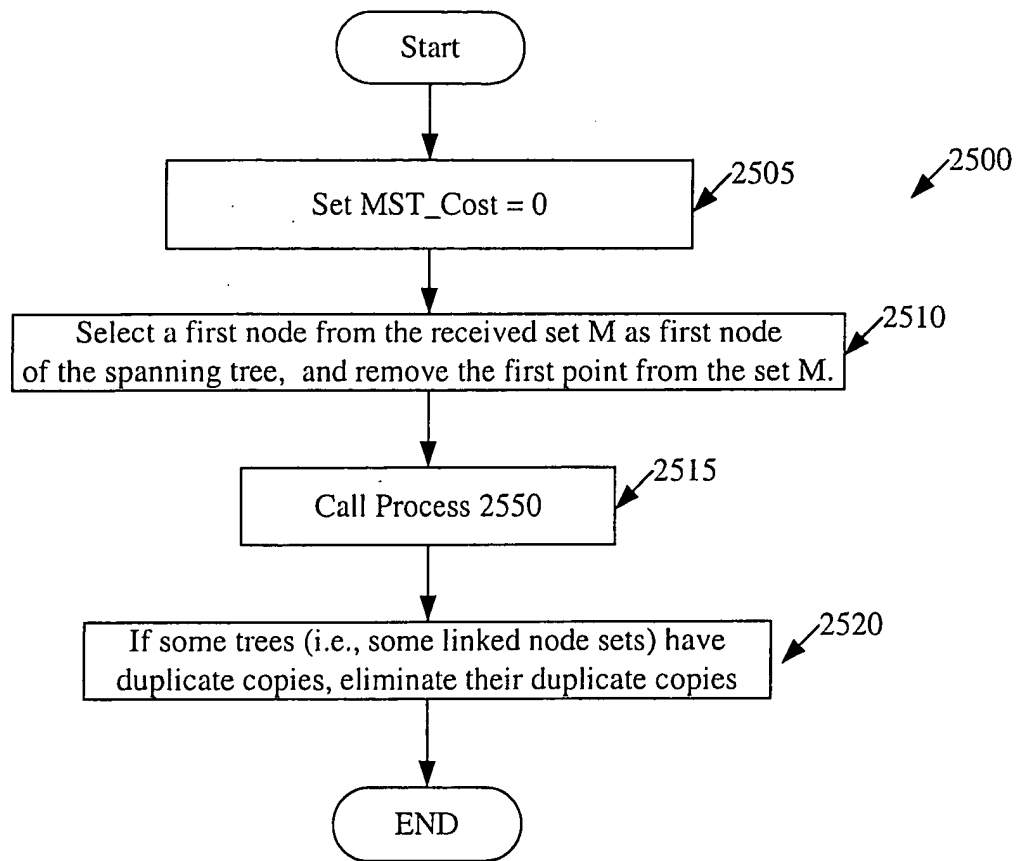 Start
2500
2505
Set MST_Cost = 0
2510
Select a first node from the received set M as first node
of the spanning tree, and remove the first point from the set M.
2515
Call Process 2550
2520
If some trees (i.e., some linked node sets) have
duplicate copies, eliminate their duplicate copies
END